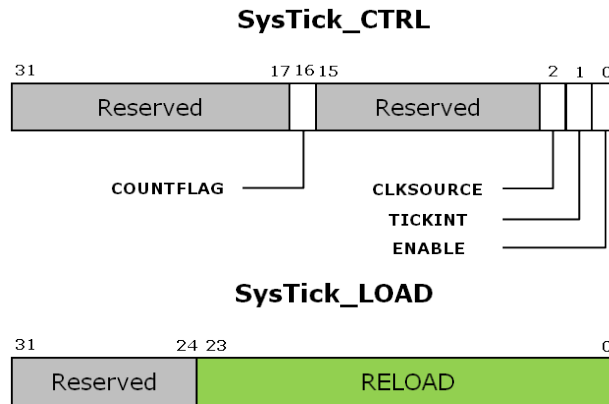 SysTick_CTRL
31 17 16 15 2 1 0
Reserved Reserved
COUNTFLAG CLKSOURCE
TICKINT
ENABLE
SysTick_LOAD
31 24 23 0
Reserved RELOAD